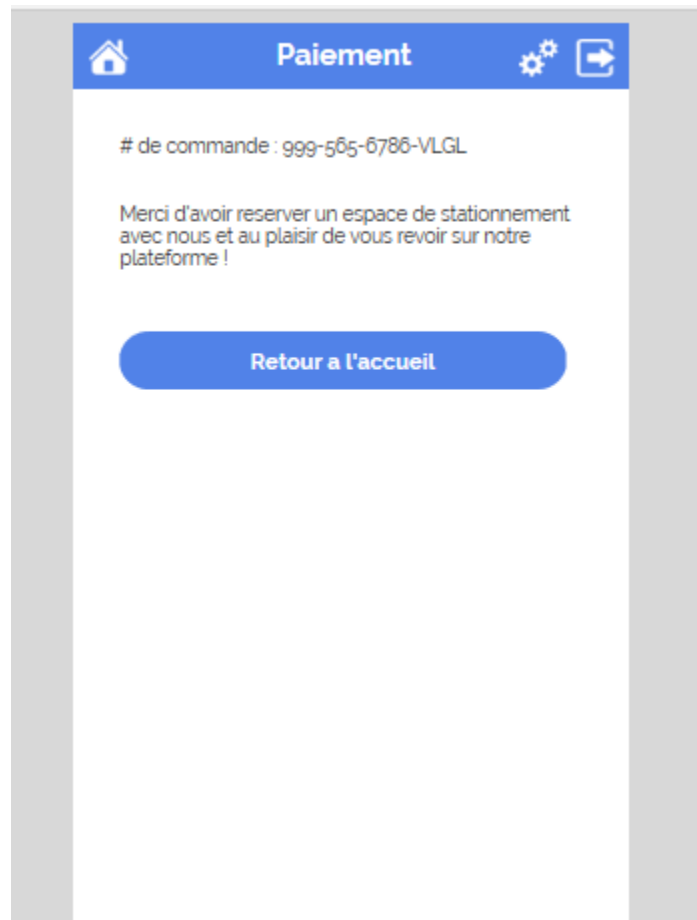 Paiement
# de commande : 999-565-6786-VLGL
Merci d'avoir reserver un espace de stationnement
avec nous et au plaisir de vous revoir sur notre
plateforme !
Retour a l'accueil